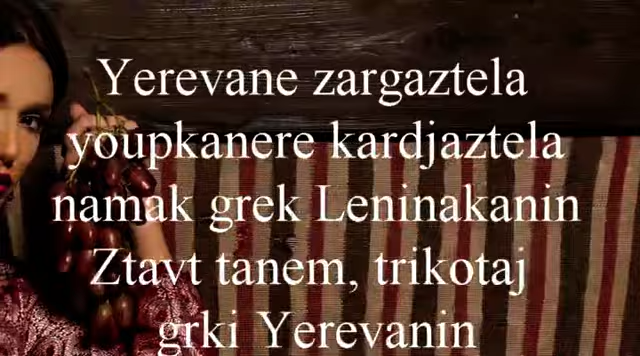 Yerevane zargaztela
youpkanere kardjaztela
namak grek Leninakanin
Ztavt tanem, trikotaj
grki Yerevanin